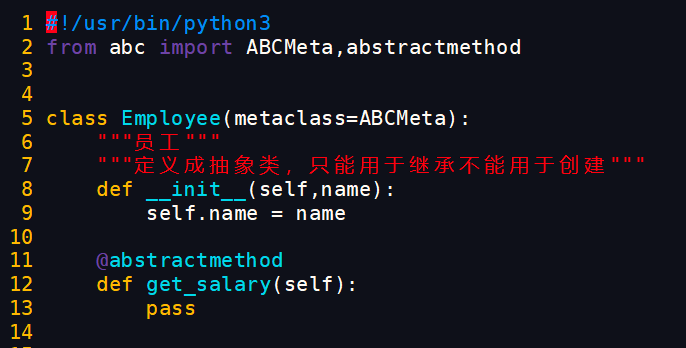 1 #!/usr/bin/python3
2 from abc import ABCMeta,abstractmethod
3
4
5 class Employee(metaclass=ABCMeta):
6     """员工"""
7     """定义成抽象类，只能用于继承不能用于创建"""
8     def __init__(self,name):
9         self.name = name
10
11     @abstractmethod
12     def get_salary(self):
13         pass
14